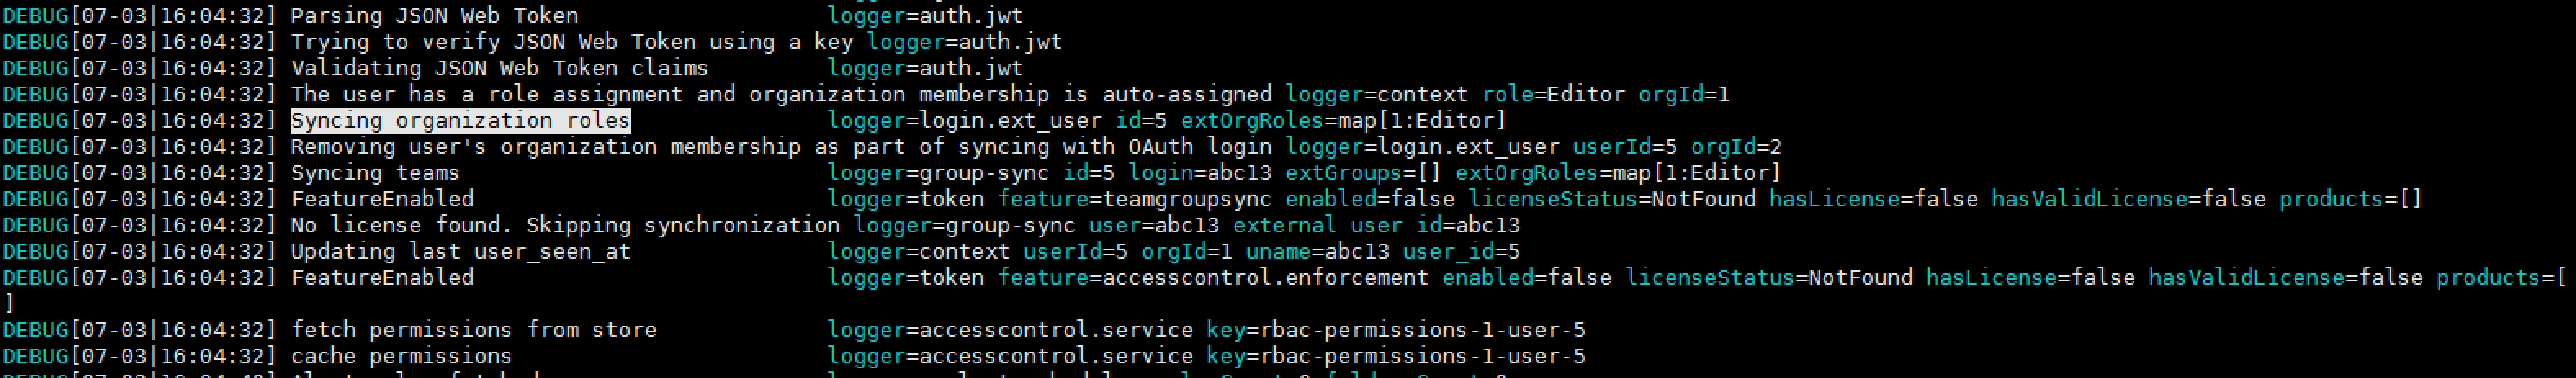 DEBUG[07-03|16:04:32] Parsing JSON Web Token                   logger=auth.jwt
DEBUG[07-03|16:04:32] Trying to verify JSON Web Token using a key logger=auth.jwt
DEBUG[07-03|16:04:32] Validating JSON Web Token claims         logger=auth.jwt
DEBUG[07-03|16:04:32] The user has a role assignment and organization membership is auto-assigned logger=context role=Editor orgId=1
DEBUG[07-03|16:04:32] Syncing organization roles               logger=login.ext_user id=5 extOrgRoles=map[1:Editor]
DEBUG[07-03|16:04:32] Removing user's organization membership as part of syncing with OAuth login logger=login.ext_user userId=5 orgId=2
DEBUG[07-03|16:04:32] Syncing teams                            logger=group-sync id=5 login=abc13 extGroups=[] extOrgRoles=map[1:Editor]
DEBUG[07-03|16:04:32] FeatureEnabled                           logger=token feature=teamgroupsync enabled=false licenseStatus=NotFound hasLicense=false hasValidLicense=false products=[]
DEBUG[07-03|16:04:32] No license found. Skipping synchronization logger=group-sync user=abc13 external user id=abc13
DEBUG[07-03|16:04:32] Updating last user_seen_at               logger=context userId=5 orgId=1 uname=abc13 user_id=5
DEBUG[07-03|16:04:32] FeatureEnabled                           logger=token feature=accesscontrol.enforcement enabled=false licenseStatus=NotFound hasLicense=false hasValidLicense=false products=[
]
DEBUG[07-03|16:04:32] fetch permissions from store             logger=accesscontrol.service key=rbac-permissions-1-user-5
DEBUG[07-03|16:04:32] cache permissions                        logger=accesscontrol.service key=rbac-permissions-1-user-5